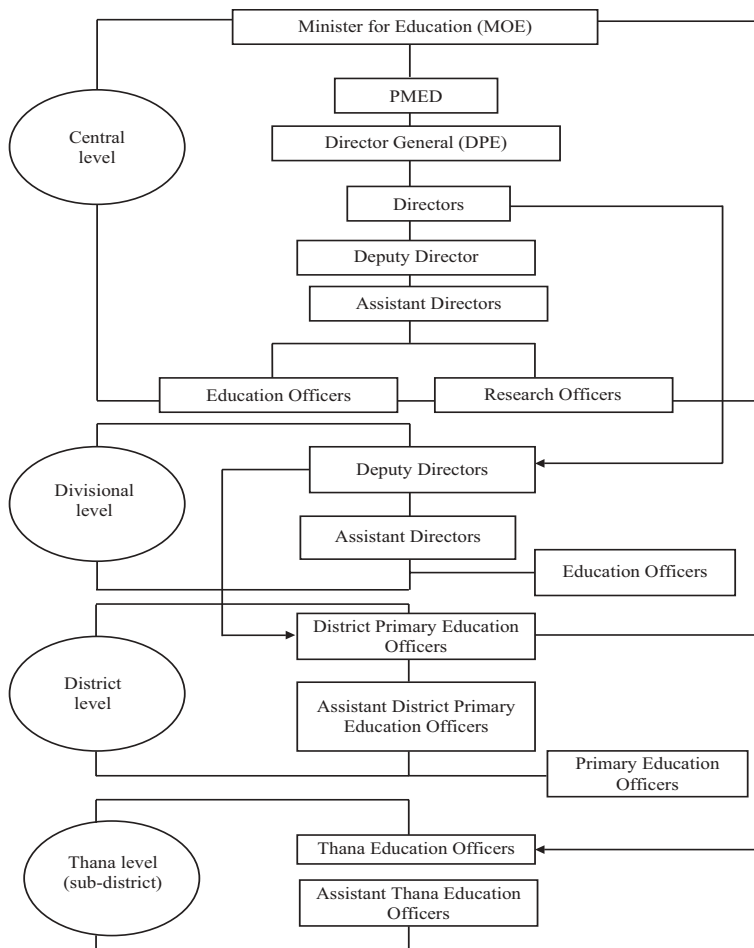 Minister for Education (MOE)
PMED
Central
level
Director General (DPE)
Directors
Deputy Director
Assistant Directors
Education Officers
Research Officers
Divisional
level
Deputy Directors
Assistant Directors
Education Officers
District
level
District Primary Education
Officers
Assistant District Primary
Education Officers
Primary Education
Officers
Thana level
(sub-district)
Thana Education Officers
Assistant Thana Education
Officers